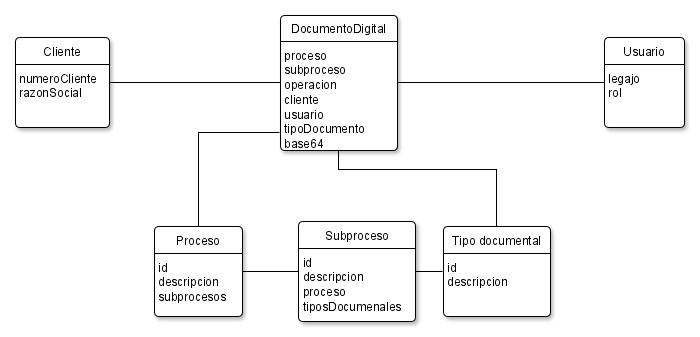 Cliente
numeroCliente
razonSocial
DocumentoDigital
proceso
subproceso
operacion
cliente
usuario
tipoDocumento
base64
Usuario
legajo
rol
Proceso
id
descripcion
subprocesos
Subproceso
id
descripcion
proceso
tiposDocumenales
Tipo documental
id
descripcion